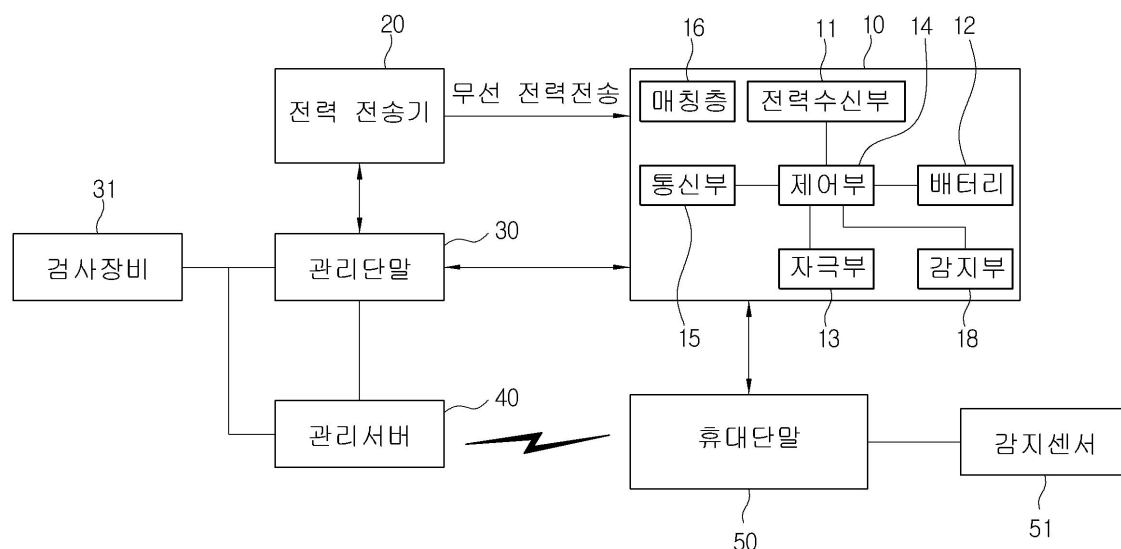 20
16
11
10
14
12
전력 전송기
무선 전력전송
매칭층
전력수신부
통신부
제어부
배터리
31
30
검사장비
관리단말
자극부
감지부
15
13
18
40
관리서버
휴대단말
감지센서
50
51